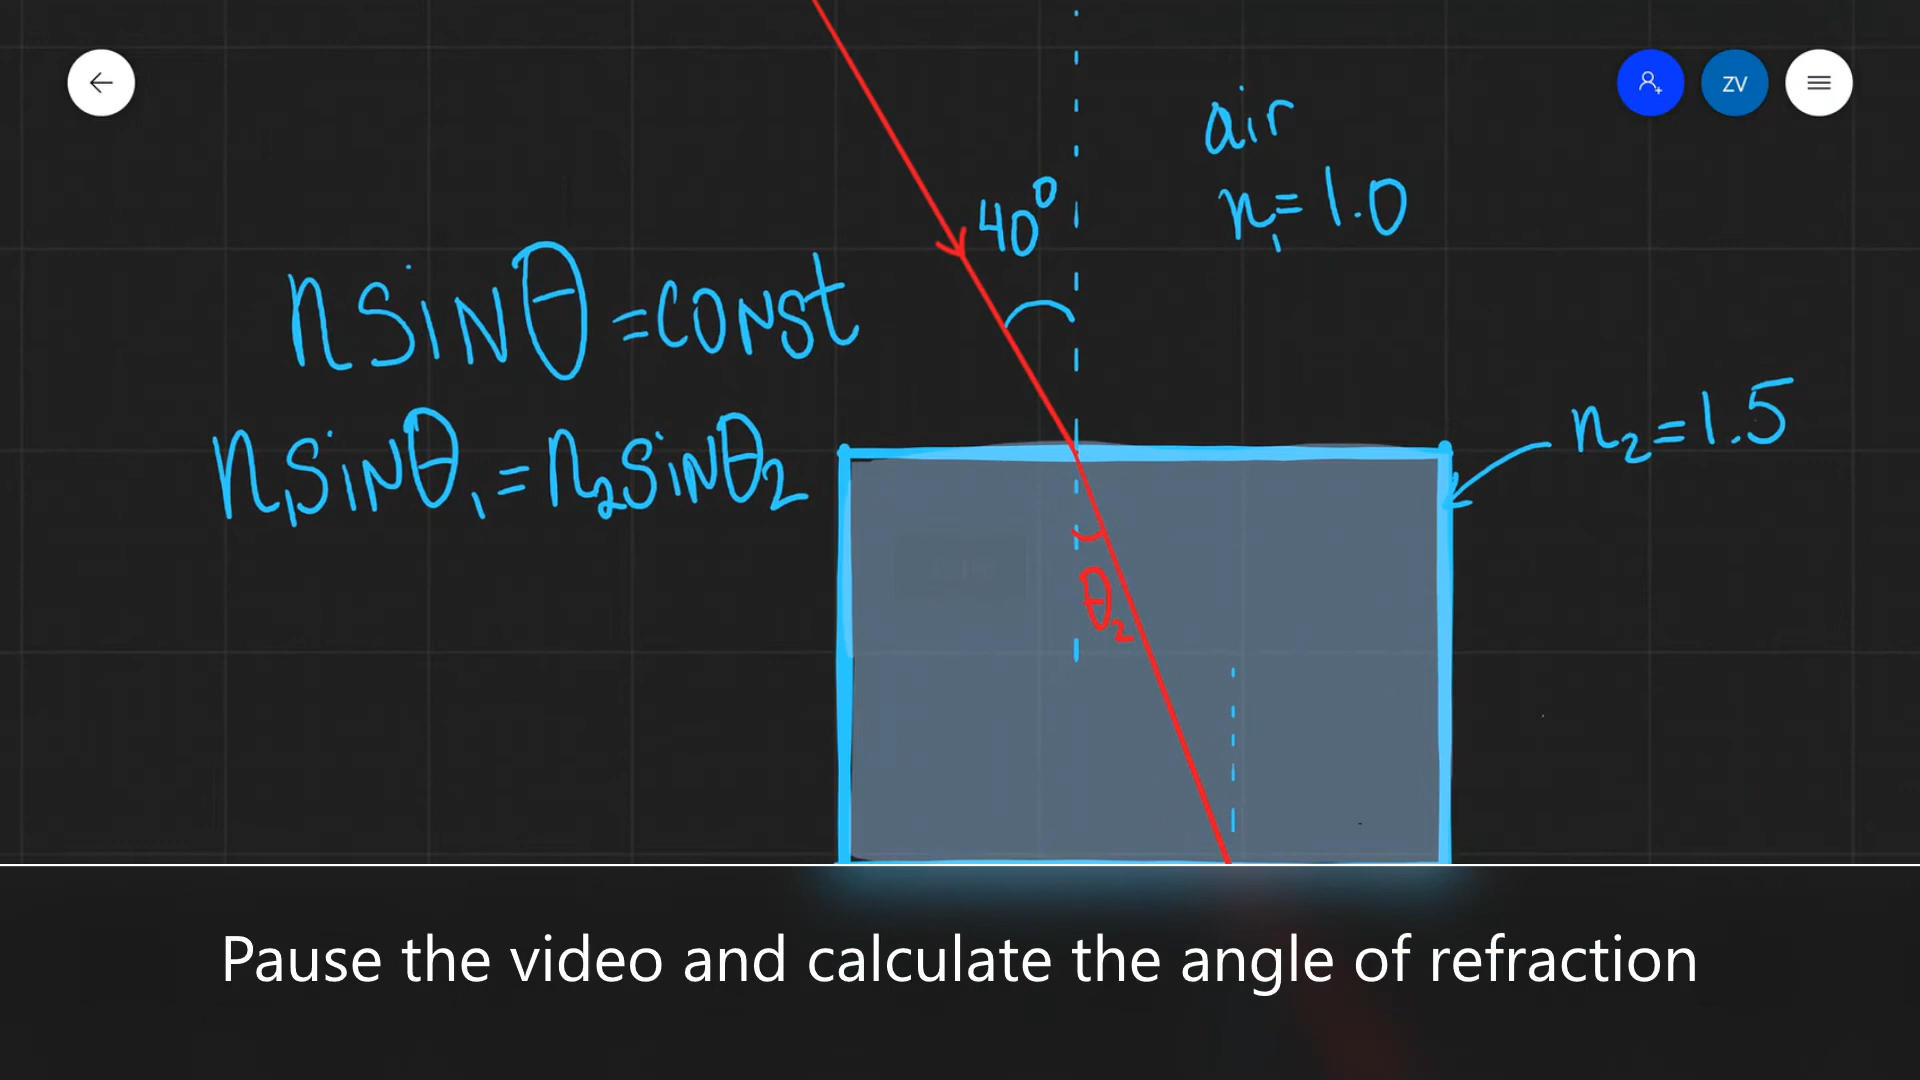 ZV
air
n₁=1.0
40°
n sinθ=const
n₁sinθ₁=n₂sinθ₂
n₂=1.5
θ₂
Pause the video and calculate the angle of refraction